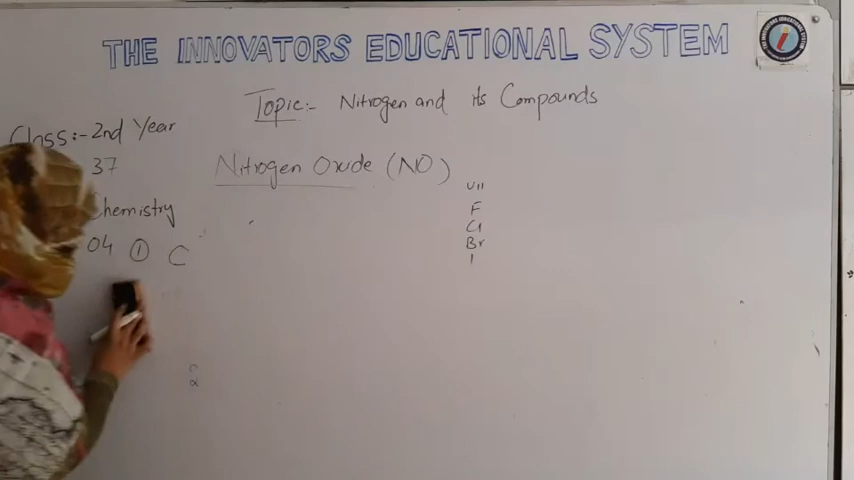 THE INNOVATORS EDUCATIONAL SYSTEM
Topic:- Nitrogen and its Compounds
Class:- 2nd Year
37
Nitrogen Oxide (NO)
VII
F
Cl
Br
I
Chemistry
04 ① C